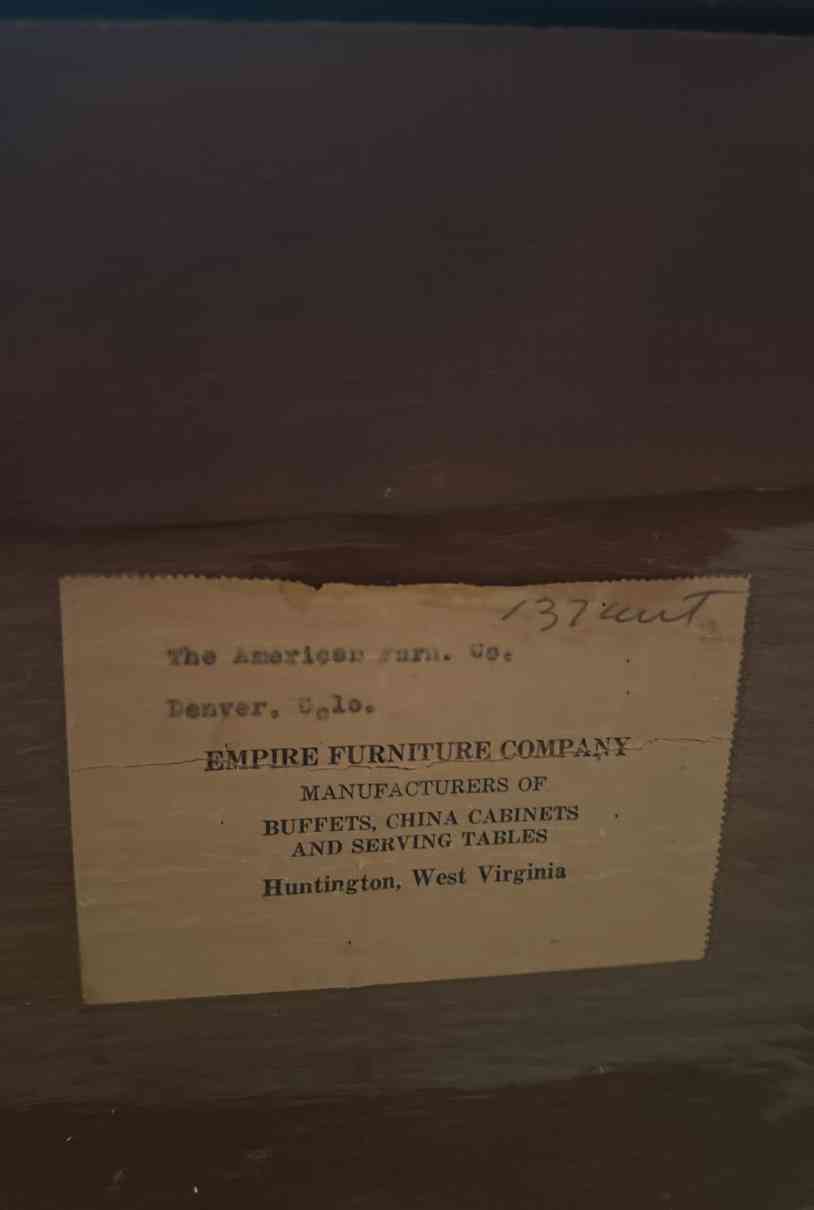 137
The American Furn. Co.
Denver, Colo.
EMPIRE FURNITURE COMPANY
MANUFACTURERS OF
BUFFETS, CHINA CABINETS
AND SERVING TABLES
Huntington, West Virginia